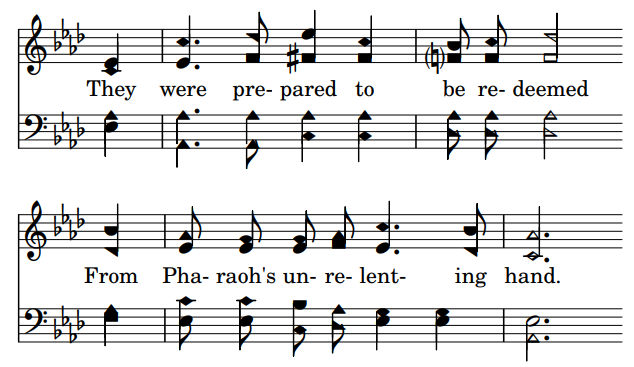 They were pre- pared to be re- deemed
From Pha- raoh's un- re- lent- ing hand.